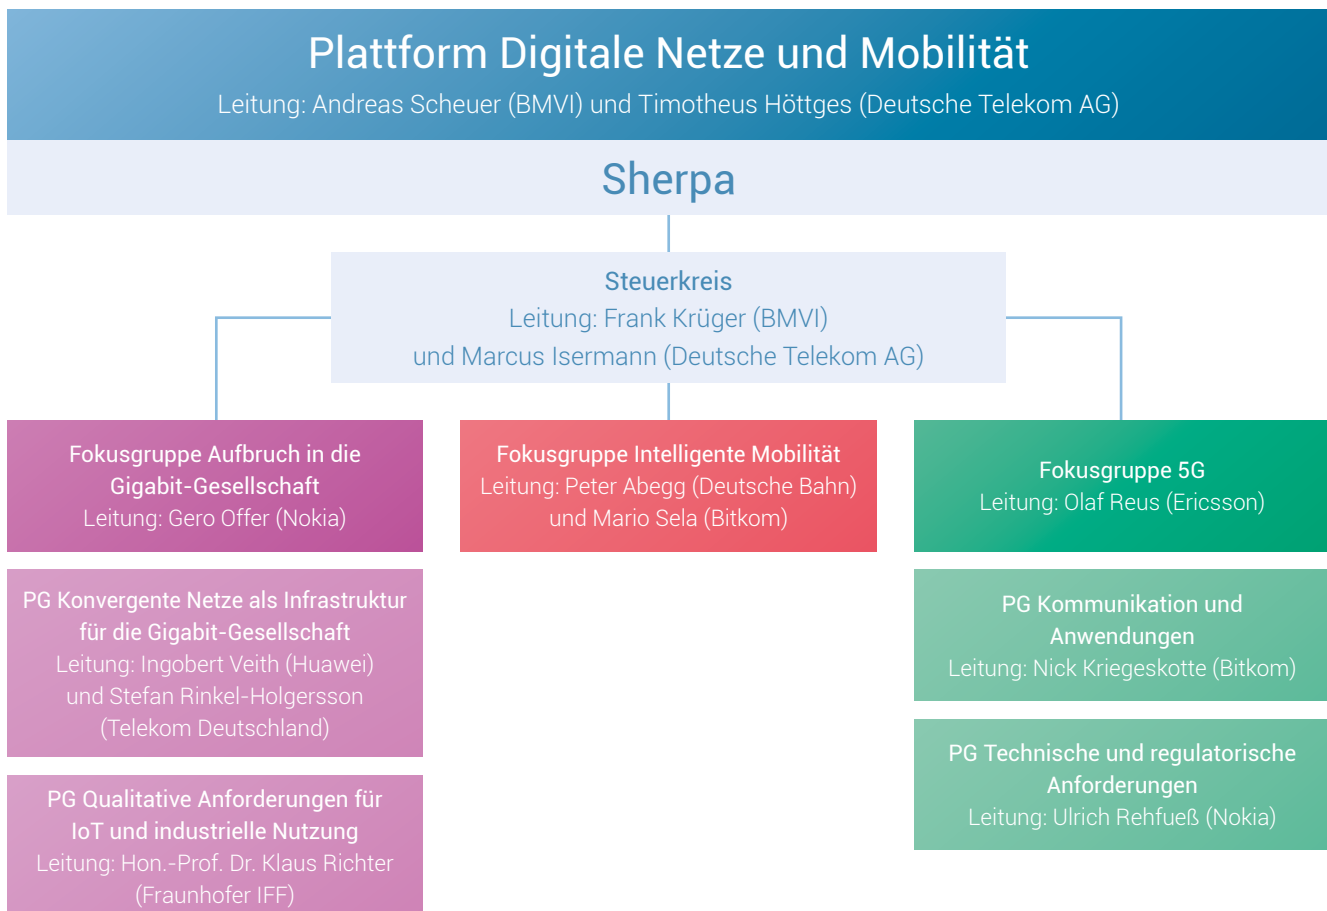 Plattform Digitale Netze und Mobilität
Leitung: Andreas Scheuer (BMVI) und Timotheus Höttges (Deutsche Telekom AG)
Sherpa
Steuerkreis
Leitung: Frank Krüger (BMVI)
und Marcus Isermann (Deutsche Telekom AG)
Fokusgruppe Aufbruch in die
Gigabit-Gesellschaft
Leitung: Gero Offer (Nokia)
PG Konvergente Netze als Infrastruktur
für die Gigabit-Gesellschaft
Leitung: Ingobert Veith (Huawei)
und Stefan Rinkel-Holgersson
(Telekom Deutschland)
PG Qualitative Anforderungen für
IoT und industrielle Nutzung
Leitung: Hon.-Prof. Dr. Klaus Richter
(Fraunhofer IFF)
Fokusgruppe Intelligente Mobilität
Leitung: Peter Abegg (Deutsche Bahn)
und Mario Sela (Bitkom)
Fokusgruppe 5G
Leitung: Olaf Reus (Ericsson)
PG Kommunikation und
Anwendungen
Leitung: Nick Kriegeskotte (Bitkom)
PG Technische und regulatorische
Anforderungen
Leitung: Ulrich Rehfueß (Nokia)